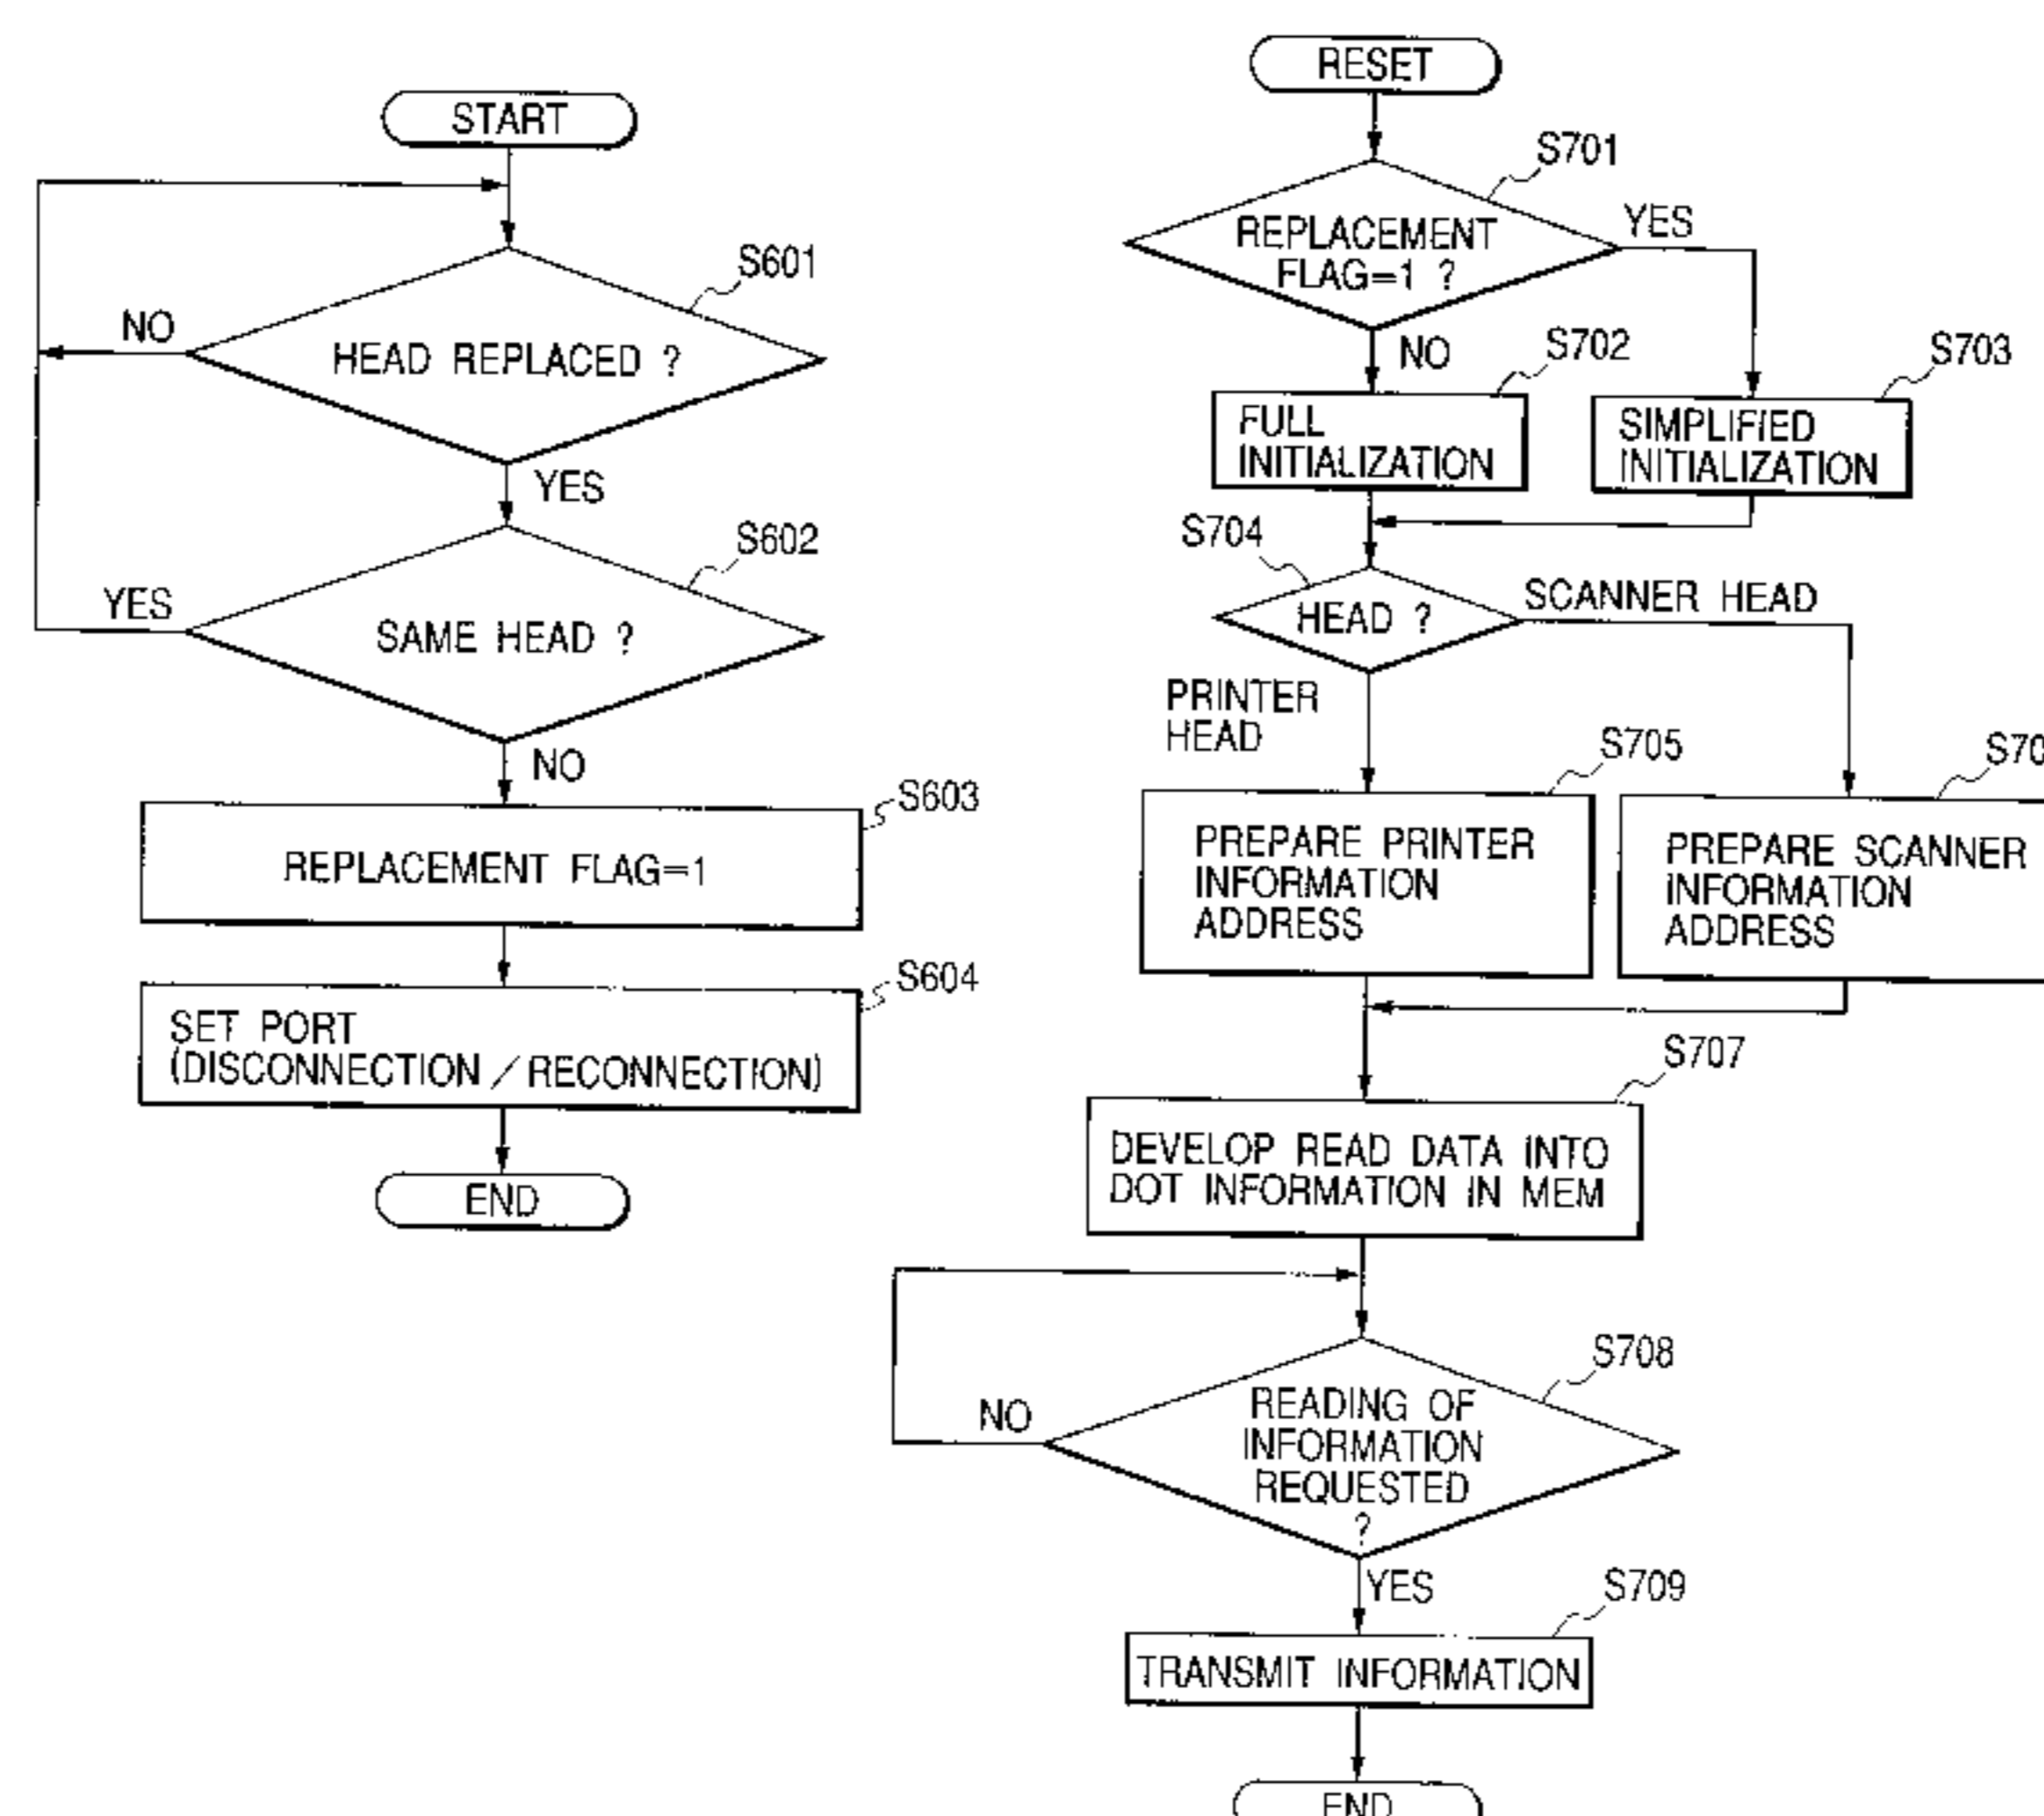 START
S601
NO
HEAD REPLACED ?
YES
S602
YES
SAME HEAD ?
NO
S603
REPLACEMENT FLAG=1
S604
SET PORT
(DISCONNECTION/RECONNECTION)
END
RESET
S701
REPLACEMENT
FLAG=1 ?
YES
NO
S702
S703
FULL
INITIALIZATION
SIMPLIFIED
INITIALIZATION
S704
HEAD ?
SCANNER HEAD
PRINTER
HEAD
S705
S70
PREPARE PRINTER
INFORMATION
ADDRESS
PREPARE SCANNER
INFORMATION
ADDRESS
S707
DEVELOP READ DATA INTO
DOT INFORMATION IN MEM
S708
NO
READING OF
INFORMATION
REQUESTED
?
YES
S709
TRANSMIT INFORMATION
END